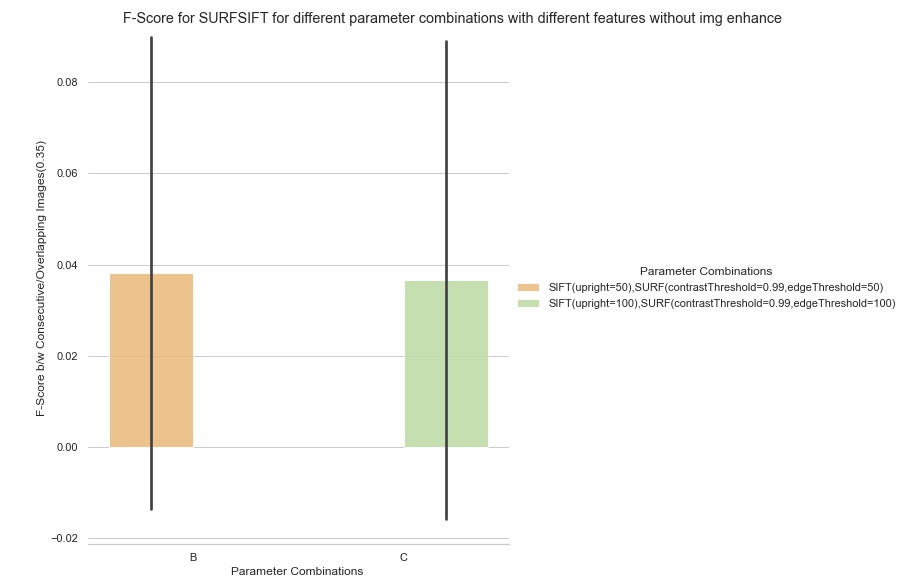 F-Score for SURFSIFT for different parameter combinations with different features without img enhance
F-Score b/w Consecutive/Overlapping Images(0.35)
0.08
0.06
0.04
0.02
0.00
−0.02
B
C
Parameter Combinations
Parameter Combinations
SIFT(upright=50),SURF(contrastThreshold=0.99,edgeThreshold=50)
SIFT(upright=100),SURF(contrastThreshold=0.99,edgeThreshold=100)